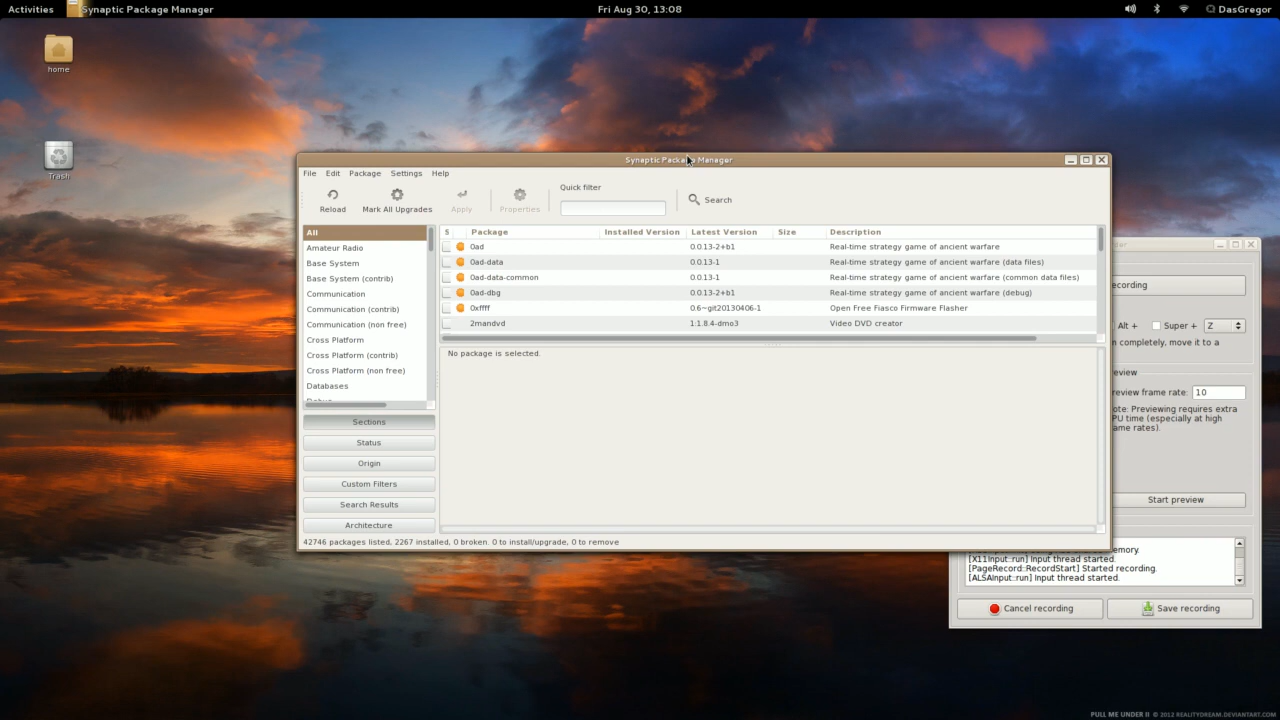 Activities Synaptic Package Manager Fri Aug 30, 13:08 DasGregor
home
Trash
Synaptic Package Manager
File Edit Package Settings Help
Reload Mark All Upgrades Apply Properties Quick filter Search
All
Amateur Radio
Base System
Base System (contrib)
Communication
Communication (contrib)
Communication (non free)
Cross Platform
Cross Platform (contrib)
Cross Platform (non free)
Databases
Sections
Status
Origin
Custom Filters
Search Results
Architecture
S Package Installed Version Latest Version Size Description
0ad 0.0.13-2+b1 Real-time strategy game of ancient warfare
0ad-data 0.0.13-1 Real-time strategy game of ancient warfare (data files)
0ad-data-common 0.0.13-1 Real-time strategy game of ancient warfare (common data files)
0ad-dbg 0.0.13-2+b1 Real-time strategy game of ancient warfare (debug)
0xffff 0.6~git20130406-1 Open Free Fiasco Firmware Flasher
2mandvd 1:1.8.4-dmo3 Video DVD creator
No package is selected.
42746 packages listed, 2267 installed, 0 broken. 0 to install/upgrade, 0 to remove
ecording
Alt + Super + Z
n completely, move it to a
review
review frame rate: 10
ote: Previewing requires extra
PU time (especially at high
ame rates).
Start preview
emory.
[X11Input::run] Input thread started.
[PageRecord::RecordStart] Started recording.
[ALSAInput::run] Input thread started.
Cancel recording Save recording
PULL ME UNDER II © 2012 REALITYDREAM.DEVIANTART.COM